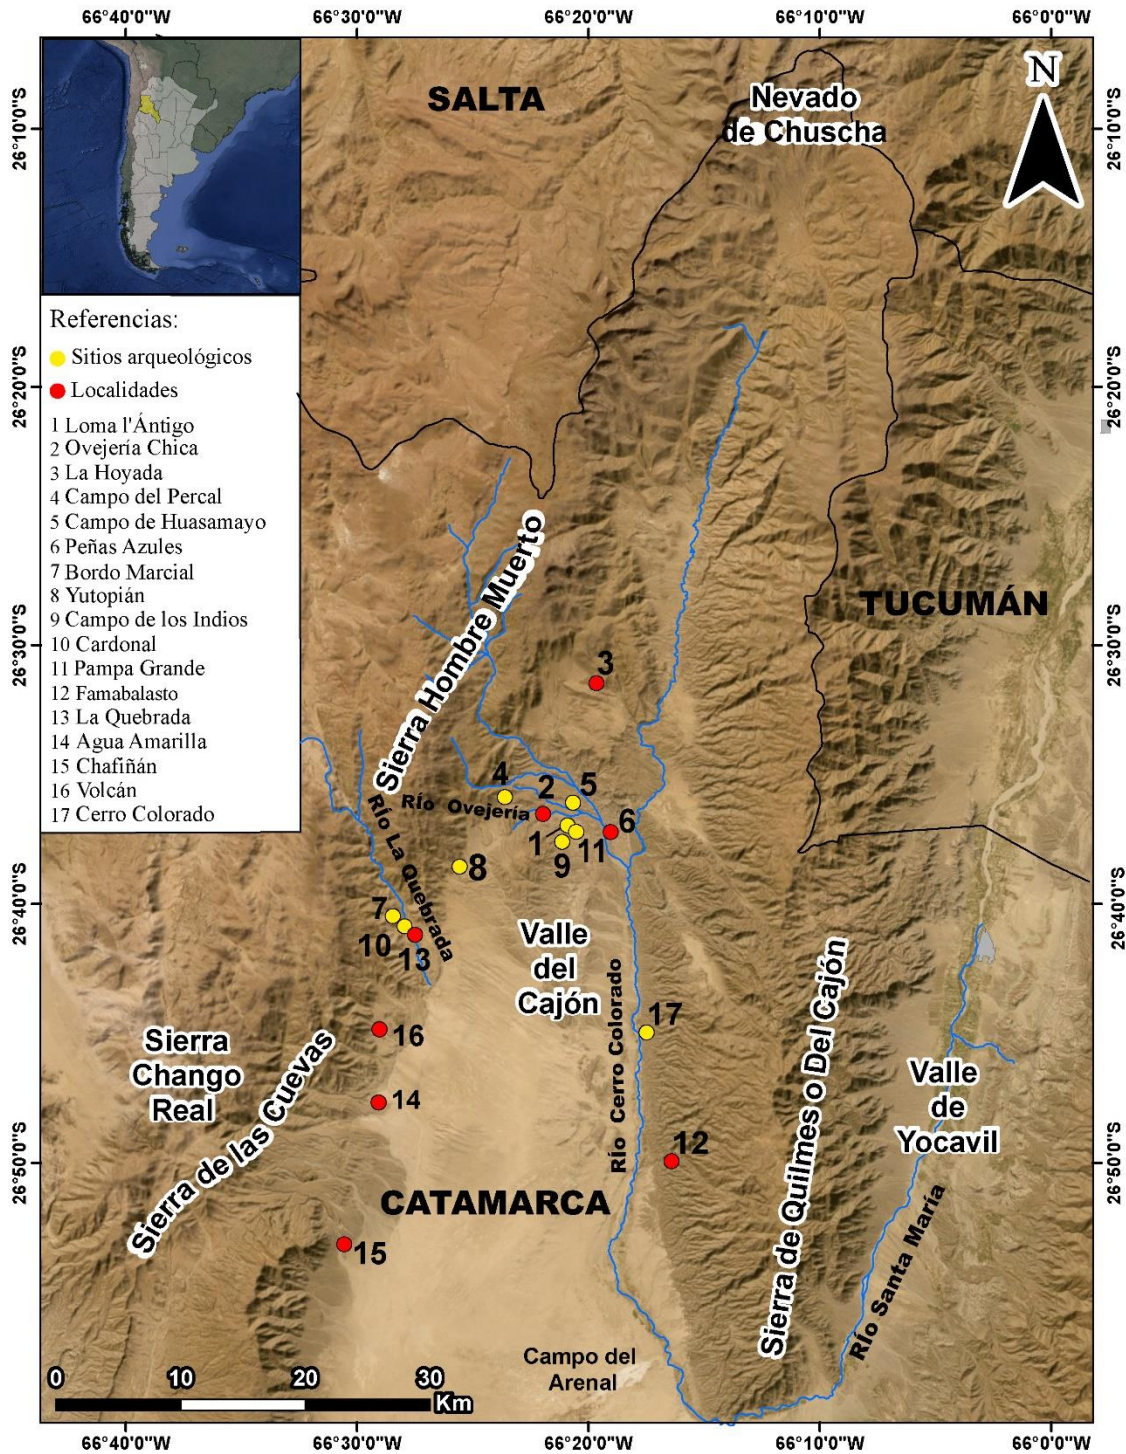 66°40'0"W 66°30'0"W 66°20'0"W 66°10'0"W 66°0'0"W
SALTA
Nevado
de Chuscha
N
26°10'0"S
26°10'0"S
Referencias:
Sitios arqueológicos
Localidades
1 Loma l'Ántigo
2 Ovejería Chica
3 La Hoyada
4 Campo del Percal
5 Campo de Huasamayo
6 Peñas Azules
7 Bordo Marcial
8 Yutopián
9 Campo de los Indios
10 Cardonal
11 Pampa Grande
12 Famabalasto
13 La Quebrada
14 Agua Amarilla
15 Chafiñán
16 Volcán
17 Cerro Colorado
26°20'0"S
26°20'0"S
Sierra Hombre Muerto
TUCUMÁN
26°30'0"S
26°30'0"S
3
4
2
5
Río Ovejería
6
1
11
9
8
Río La Quebrada
7
10
13
26°40'0"S
26°40'0"S
Valle
del
Cajón
Río Cerro Colorado
17
Sierra de Quilmes o Del Cajón
Sierra
Chango
Real
16
Sierra de las Cuevas
14
Valle
de
Yocavil
12
26°50'0"S
26°50'0"S
CATAMARCA
15
Río Santa María
Campo del
Arenal
0 10 20 30
Km
66°40'0"W 66°30'0"W 66°20'0"W 66°10'0"W 66°0'0"W